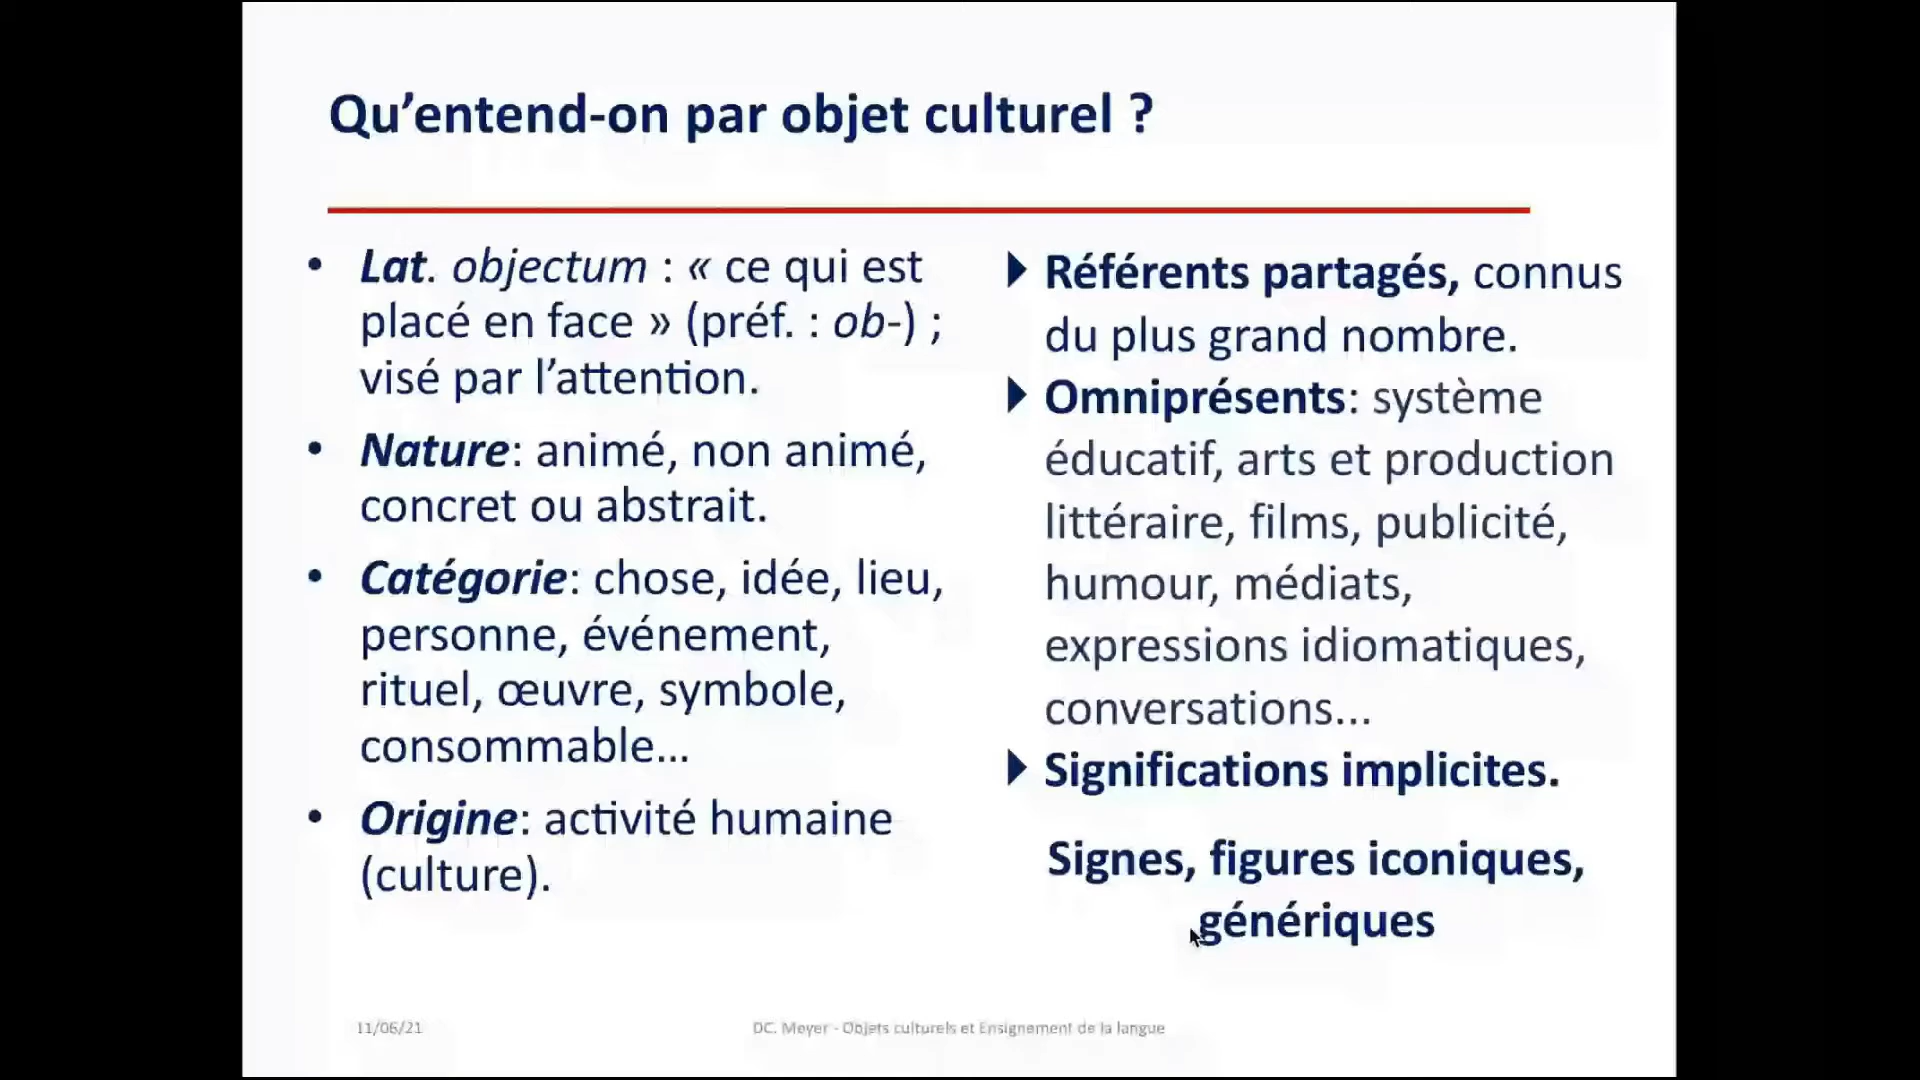 Qu’entend-on par objet culturel ?
• Lat. objectum : « ce qui est
placé en face » (préf. : ob-) ;
visé par l’attention.
• Nature: animé, non animé,
concret ou abstrait.
• Catégorie: chose, idée, lieu,
personne, événement,
rituel, œuvre, symbole,
consommable…
• Origine: activité humaine
(culture).
Référents partagés, connus
du plus grand nombre.
Omniprésents: système
éducatif, arts et production
littéraire, films, publicité,
humour, médiats,
expressions idiomatiques,
conversations...
Significations implicites.
Signes, figures iconiques,
génériques
11/06/21
DC. Meyer - Objets culturels et Ensignement de la langue